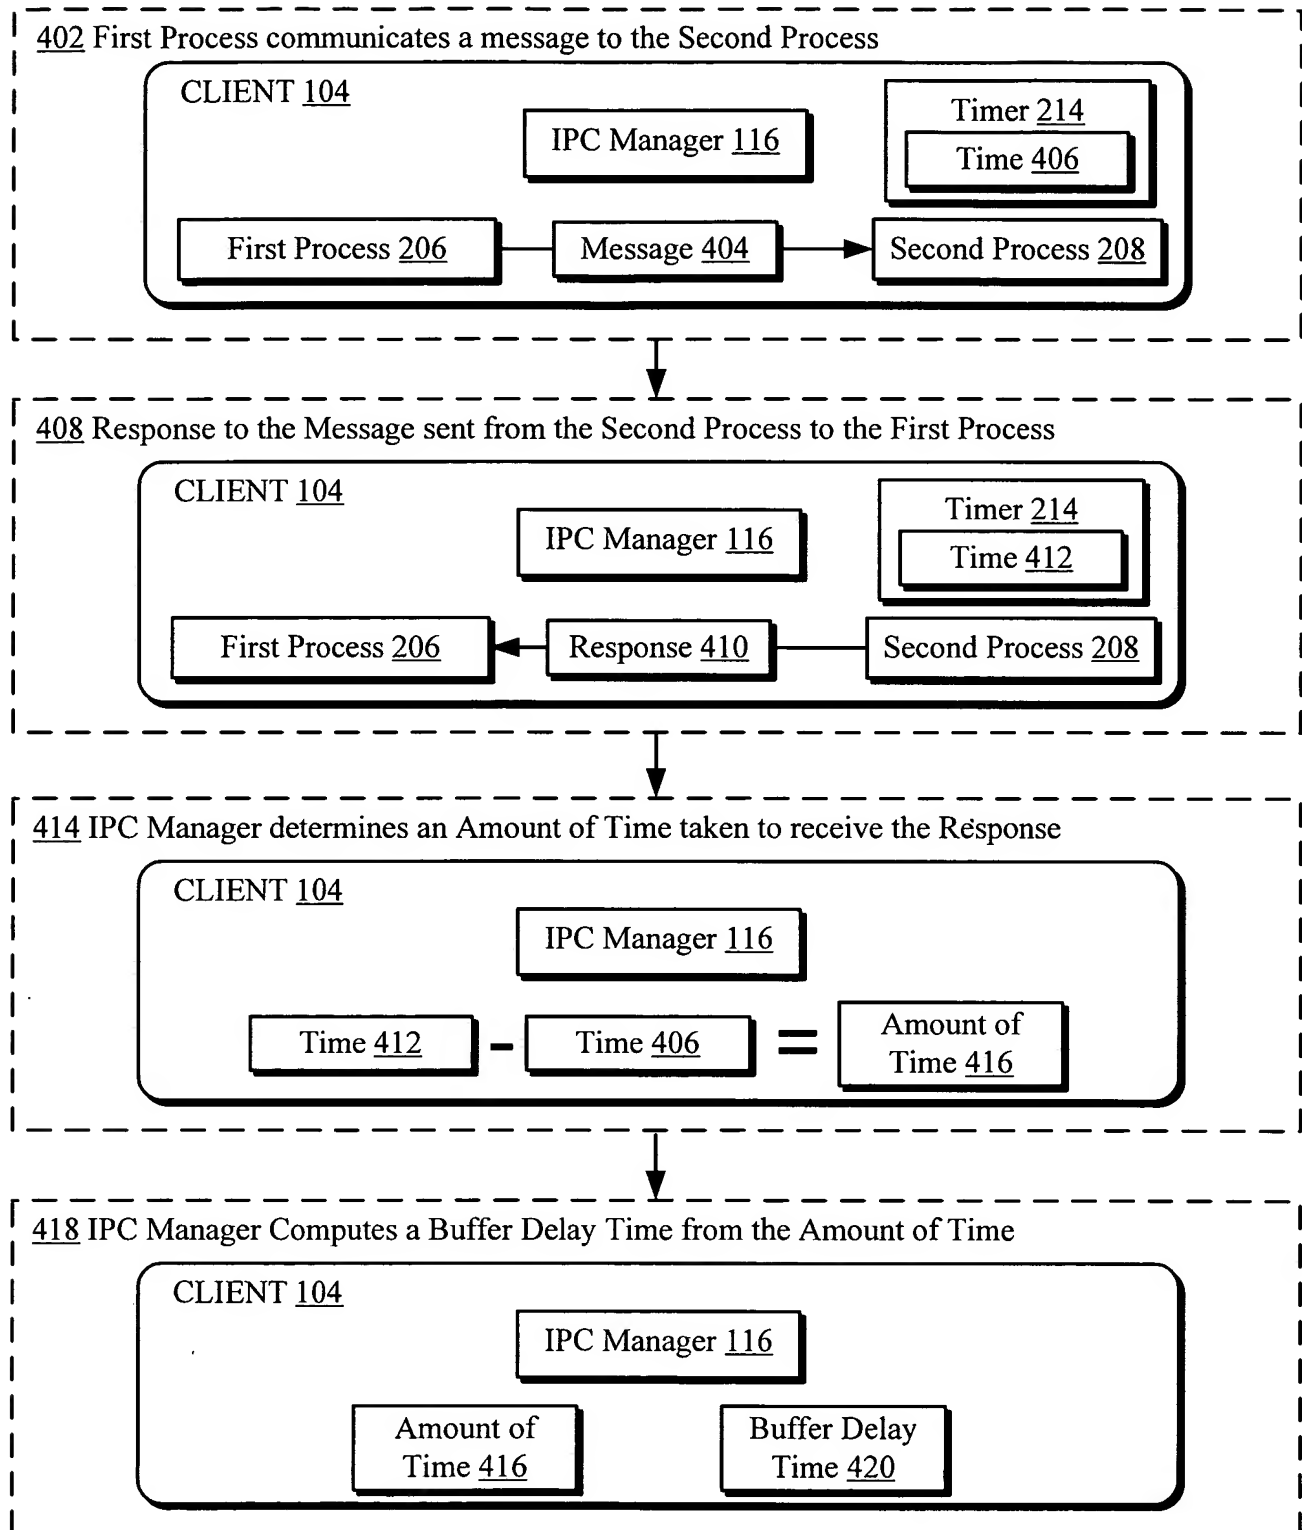 402 First Process communicates a message to the Second Process
CLIENT 104
IPC Manager 116
Timer 214
Time 406
First Process 206
Message 404
Second Process 208
408 Response to the Message sent from the Second Process to the First Process
CLIENT 104
IPC Manager 116
Timer 214
Time 412
First Process 206
Response 410
Second Process 208
414 IPC Manager determines an Amount of Time taken to receive the Response
CLIENT 104
IPC Manager 116
Time 412 - Time 406 = Amount of
Time 416
418 IPC Manager Computes a Buffer Delay Time from the Amount of Time
CLIENT 104
IPC Manager 116
Amount of
Time 416
Buffer Delay
Time 420